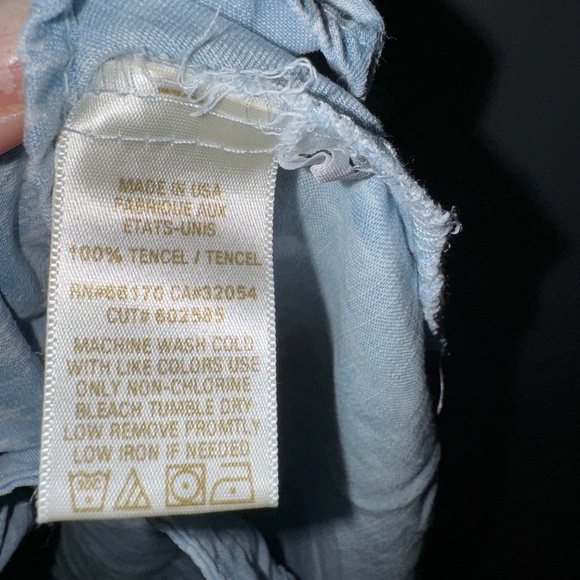 MADE IN USA
FABRIQUE AUX
ETATS-UNIS
100% TENCEL / TENCEL
RN#66170 CA#32054
CUT# 602585
MACHINE WASH COLD
WITH LIKE COLORS USE
ONLY NON-CHLORINE
BLEACH TUMBLE DRY
LOW REMOVE PROMTLY
LOW IRON IF NEEDED